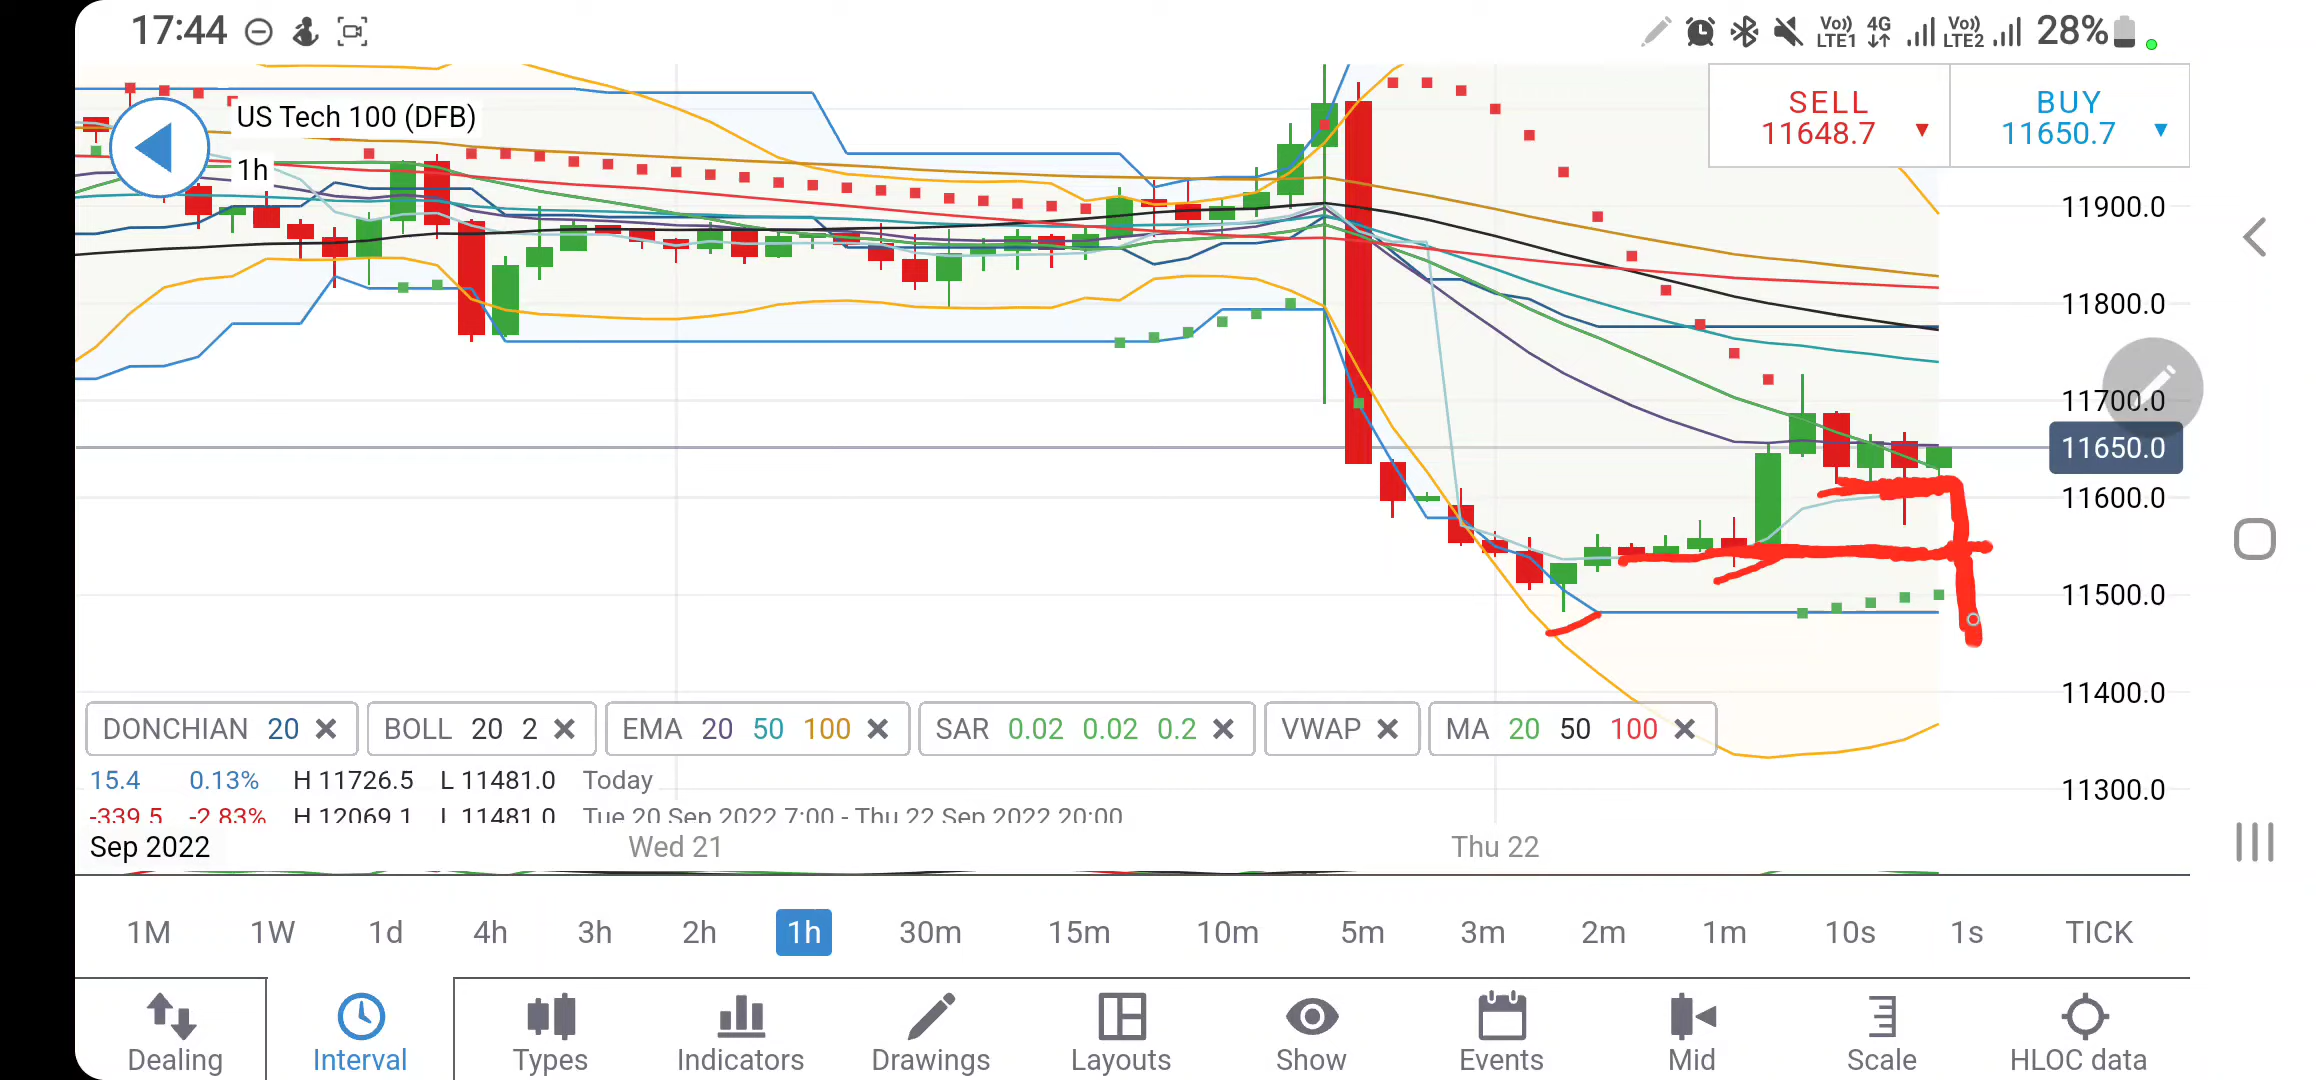 17:44 Vo)) LTE1 4G Vo)) LTE2 28%
US Tech 100 (DFB)
1h
SELL
11648.7
BUY
11650.7
11900.0
11800.0
11700.0
11650.0
11600.0
11500.0
11400.0
11300.0
DONCHIAN 20 BOLL 20 2 EMA 20 50 100 SAR 0.02 0.02 0.2 VWAP MA 20 50 100
15.4 0.13% H 11726.5 L 11481.0 Today
-339.5 -2.83% H 12069.1 L 11481.0 Tue 20 Sep 2022 7:00 - Thu 22 Sep 2022 20:00
Sep 2022 Wed 21 Thu 22
1M 1W 1d 4h 3h 2h 1h 30m 15m 10m 5m 3m 2m 1m 10s 1s TICK
Dealing Interval Types Indicators Drawings Layouts Show Events Mid Scale HLOC data